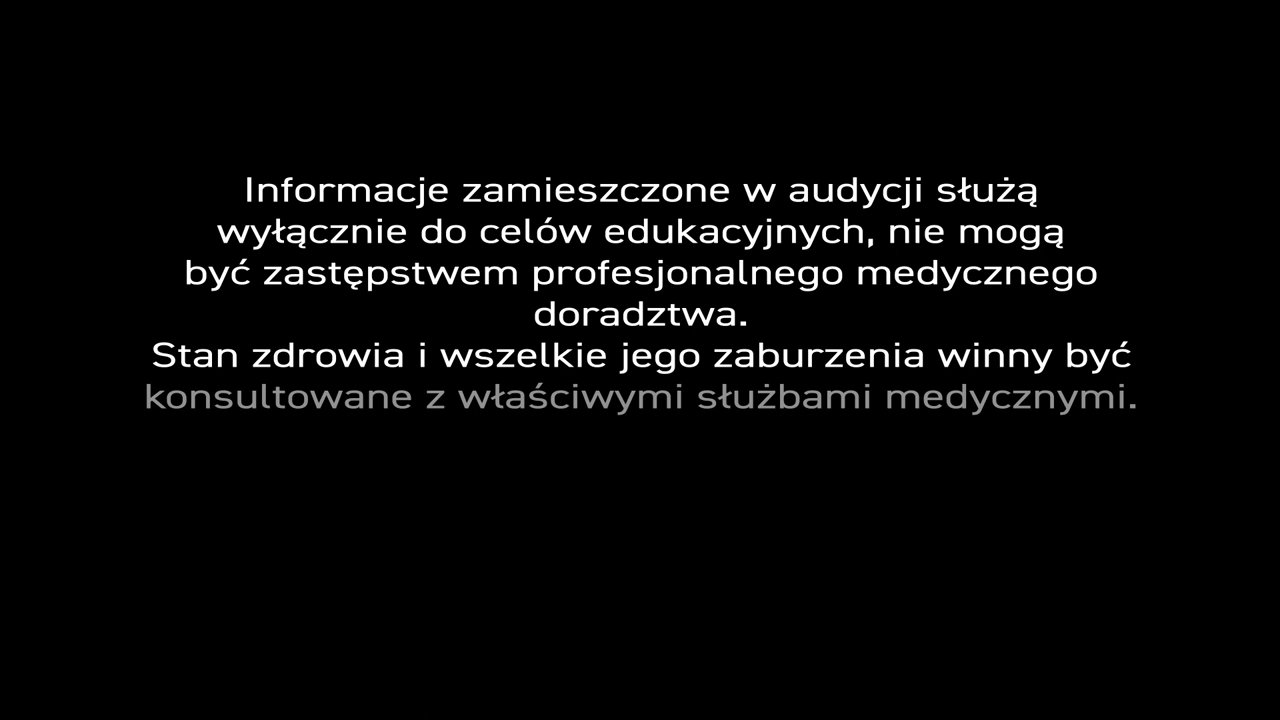 Informacje zamieszczone w audycji służą
wyłącznie do celów edukacyjnych, nie mogą
być zastępstwem profesjonalnego medycznego
doradztwa.
Stan zdrowia i wszelkie jego zaburzenia winny być
konsultowane z właściwymi służbami medycznymi.